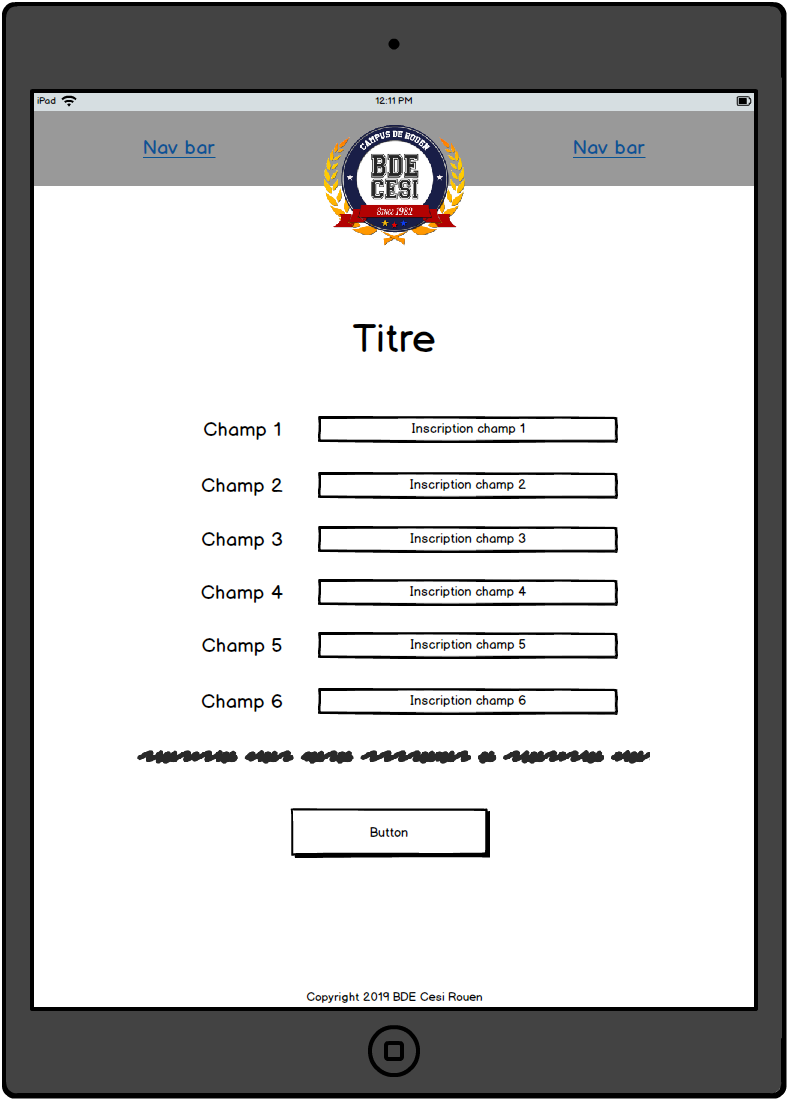 iPad 12:11 PM
Nav bar Nav bar
CAMPUS DE ROUEN
BDE
CESI
Since 1982
Titre
Champ 1 Inscription champ 1
Champ 2 Inscription champ 2
Champ 3 Inscription champ 3
Champ 4 Inscription champ 4
Champ 5 Inscription champ 5
Champ 6 Inscription champ 6
Button
Copyright 2019 BDE Cesi Rouen